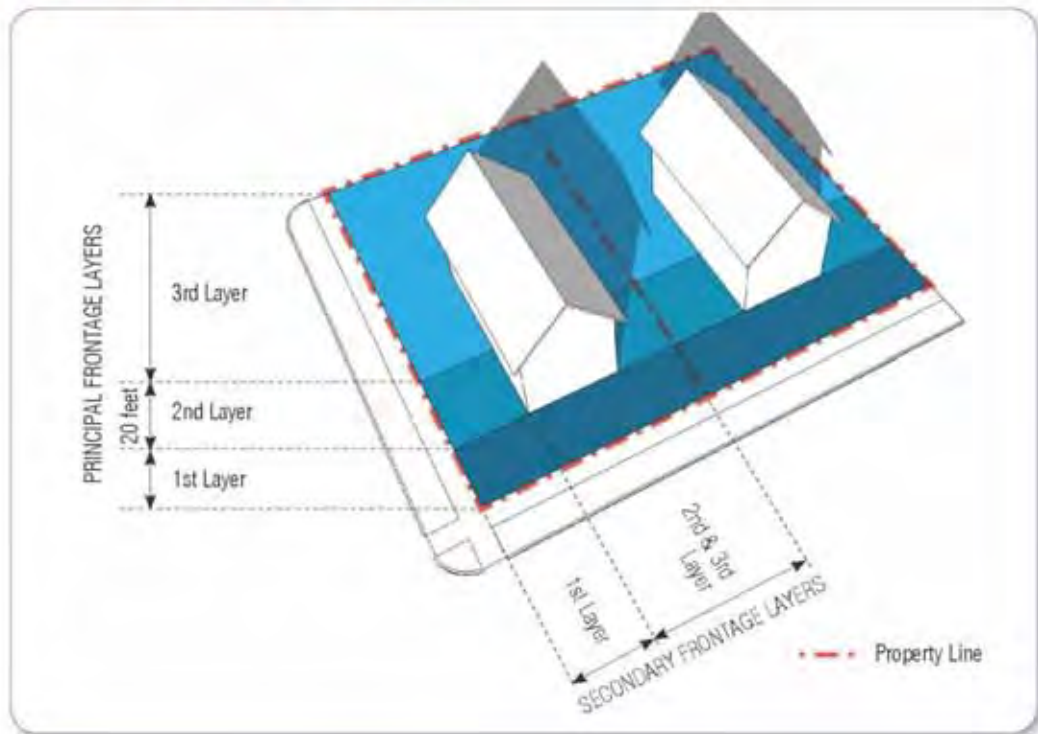 PRINCIPAL FRONTAGE LAYERS
3rd Layer
20 feet
2nd Layer
1st Layer
1st Layer
2nd & 3rd
Layer
SECONDARY FRONTAGE LAYERS
Property Line